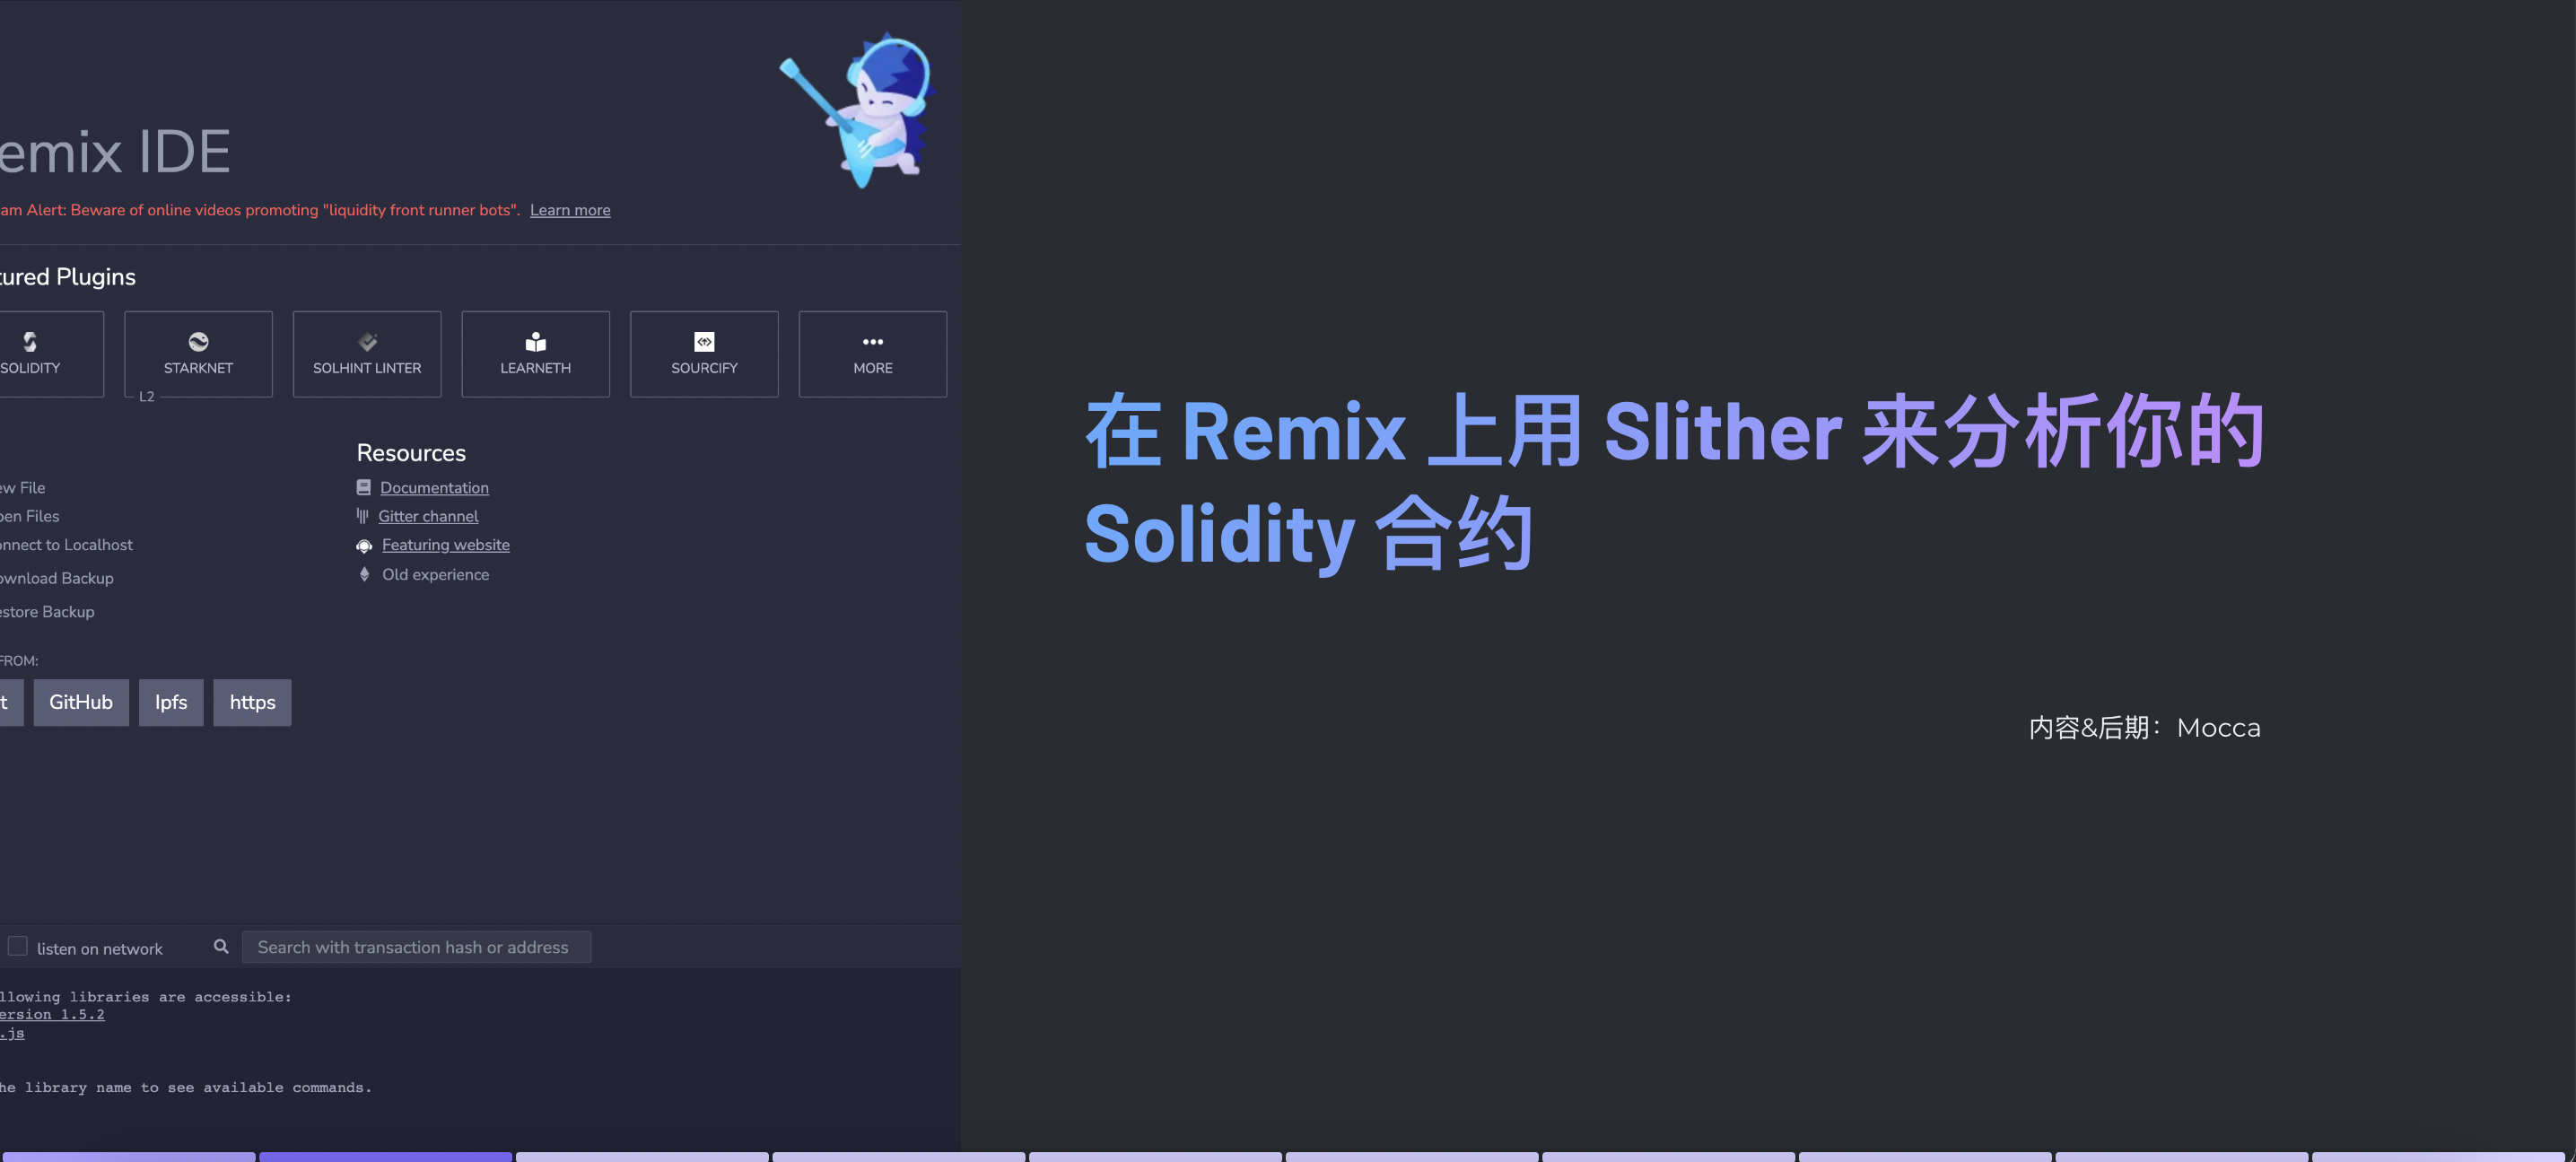 emix IDE
am Alert: Beware of online videos promoting "liquidity front runner bots". Learn more
tured Plugins
SOLIDITY
STARKNET
L2
SOLHINT LINTER
LEARNETH
SOURCIFY
MORE
ew File
pen Files
onnect to Localhost
ownload Backup
estore Backup
Resources
Documentation
Gitter channel
Featuring website
Old experience
FROM:
t
GitHub
Ipfs
https
listen on network
Search with transaction hash or address
llowing libraries are accessible:
ersion 1.5.2
.js
he library name to see available commands.
在 Remix 上用 Slither 来分析你的
Solidity 合约
内容&后期：Mocca